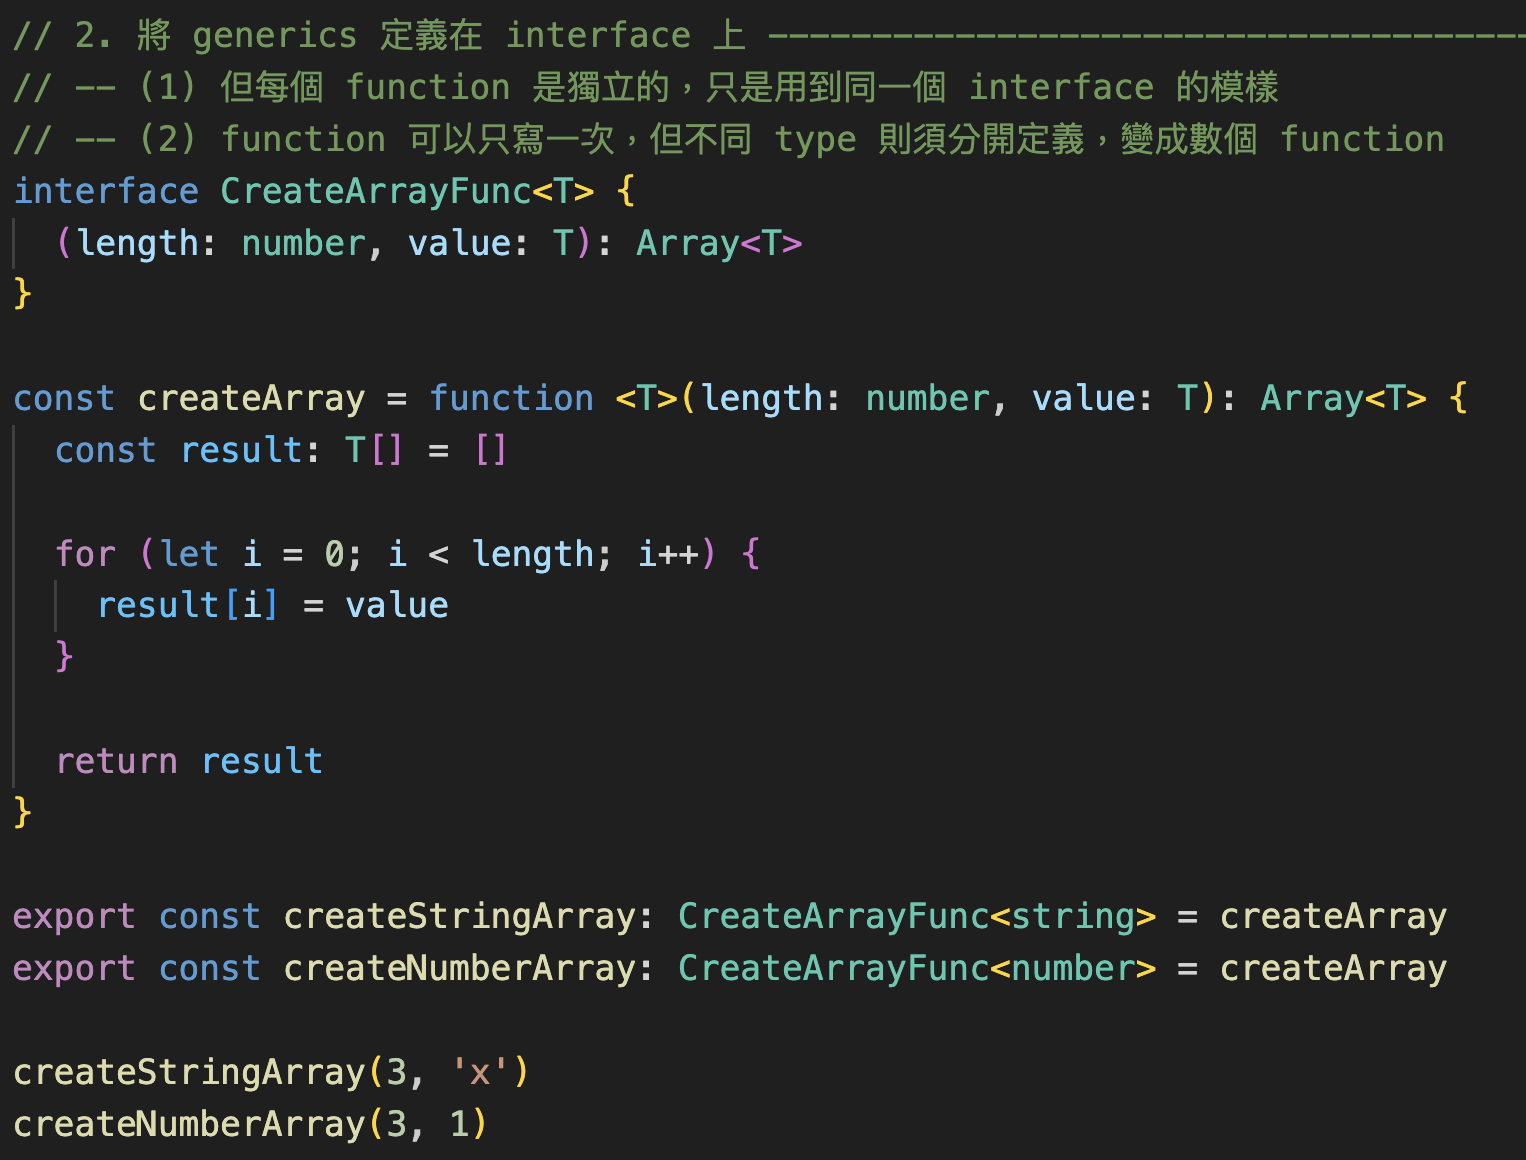 // 2. 將 generics 定義在 interface 上 ------------------------------------
// -- (1) 但每個 function 是獨立的，只是用到同一個 interface 的模樣
// -- (2) function 可以只寫一次，但不同 type 則須分開定義，變成數個 function
interface CreateArrayFunc<T> {
  (length: number, value: T): Array<T>
}
const createArray = function <T>(length: number, value: T): Array<T> {
  const result: T[] = []
  for (let i = 0; i < length; i++) {
    result[i] = value
  }
  return result
}
export const createStringArray: CreateArrayFunc<string> = createArray
export const createNumberArray: CreateArrayFunc<number> = createArray
createStringArray(3, 'x')
createNumberArray(3, 1)